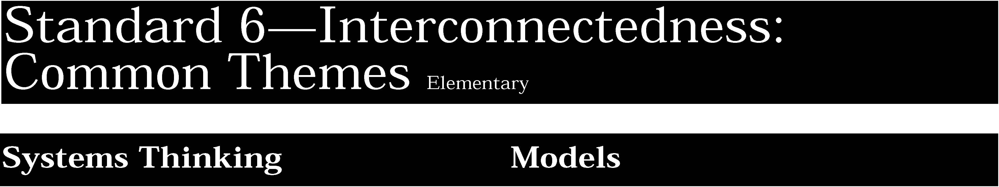 Standard 6—Interconnectedness:
Common Themes Elementary
Systems Thinking Models